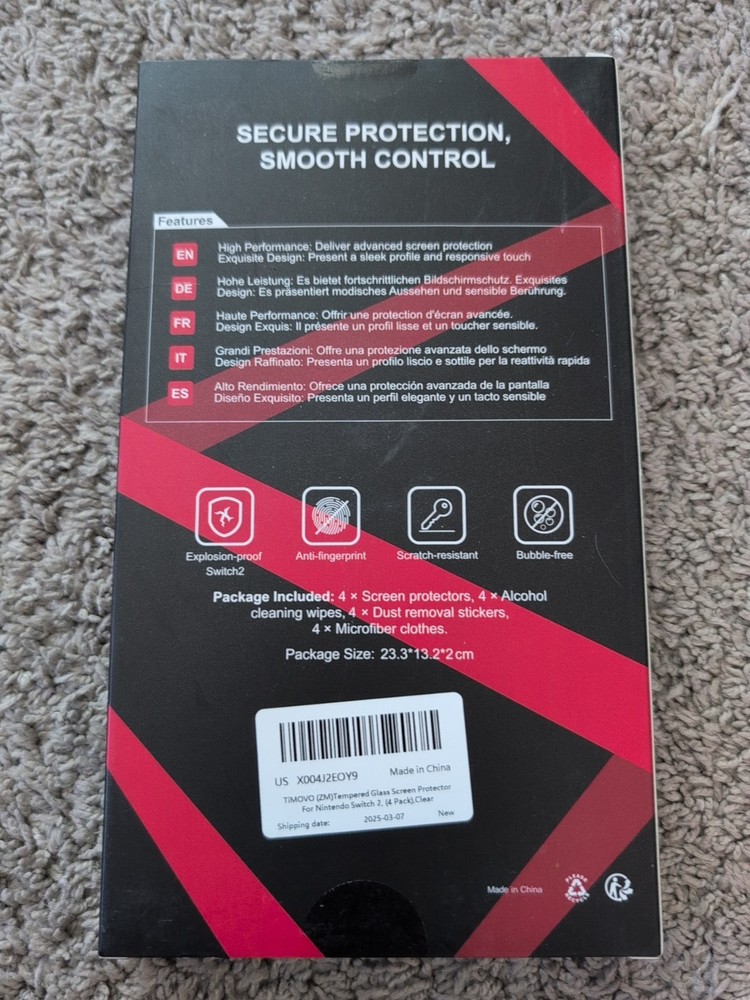 SECURE PROTECTION,
SMOOTH CONTROL
Features
EN
High Performance: Deliver advanced screen protection
Exquisite Design: Present a sleek profile and responsive touch
DE
Hohe Leistung: Es bietet fortschrittlichen Bildschirmschutz. Exquisites
Design: Es präsentiert modisches Aussehen und sensible Berührung.
FR
Haute Performance: Offrir une protection d'écran avancée.
Design Exquis: Il présente un profil lisse et un toucher sensible.
IT
Grandi Prestazioni: Offre una protezione avanzata dello schermo
Design Raffinato: Presenta un profilo liscio e sottile per la reattività rapida
ES
Alto Rendimiento: Ofrece una protección avanzada de la pantalla
Diseño Exquisito: Presenta un perfil elegante y un tacto sensible
Explosion-proof
Switch2
Anti-fingerprint
Scratch-resistant
Bubble-free
Package Included: 4 × Screen protectors, 4 × Alcohol
cleaning wipes, 4 × Dust removal stickers,
4 × Microfiber clothes.
Package Size: 23.3*13.2*2cm
US X004J2EOY9 Made in China
TiMOVO (ZM)Tempered Glass Screen Protector
For Nintendo Switch 2, (4 Pack),Clear
Shipping date: 2025-03-07 New
Made in China
PLEASE
RECYCLE